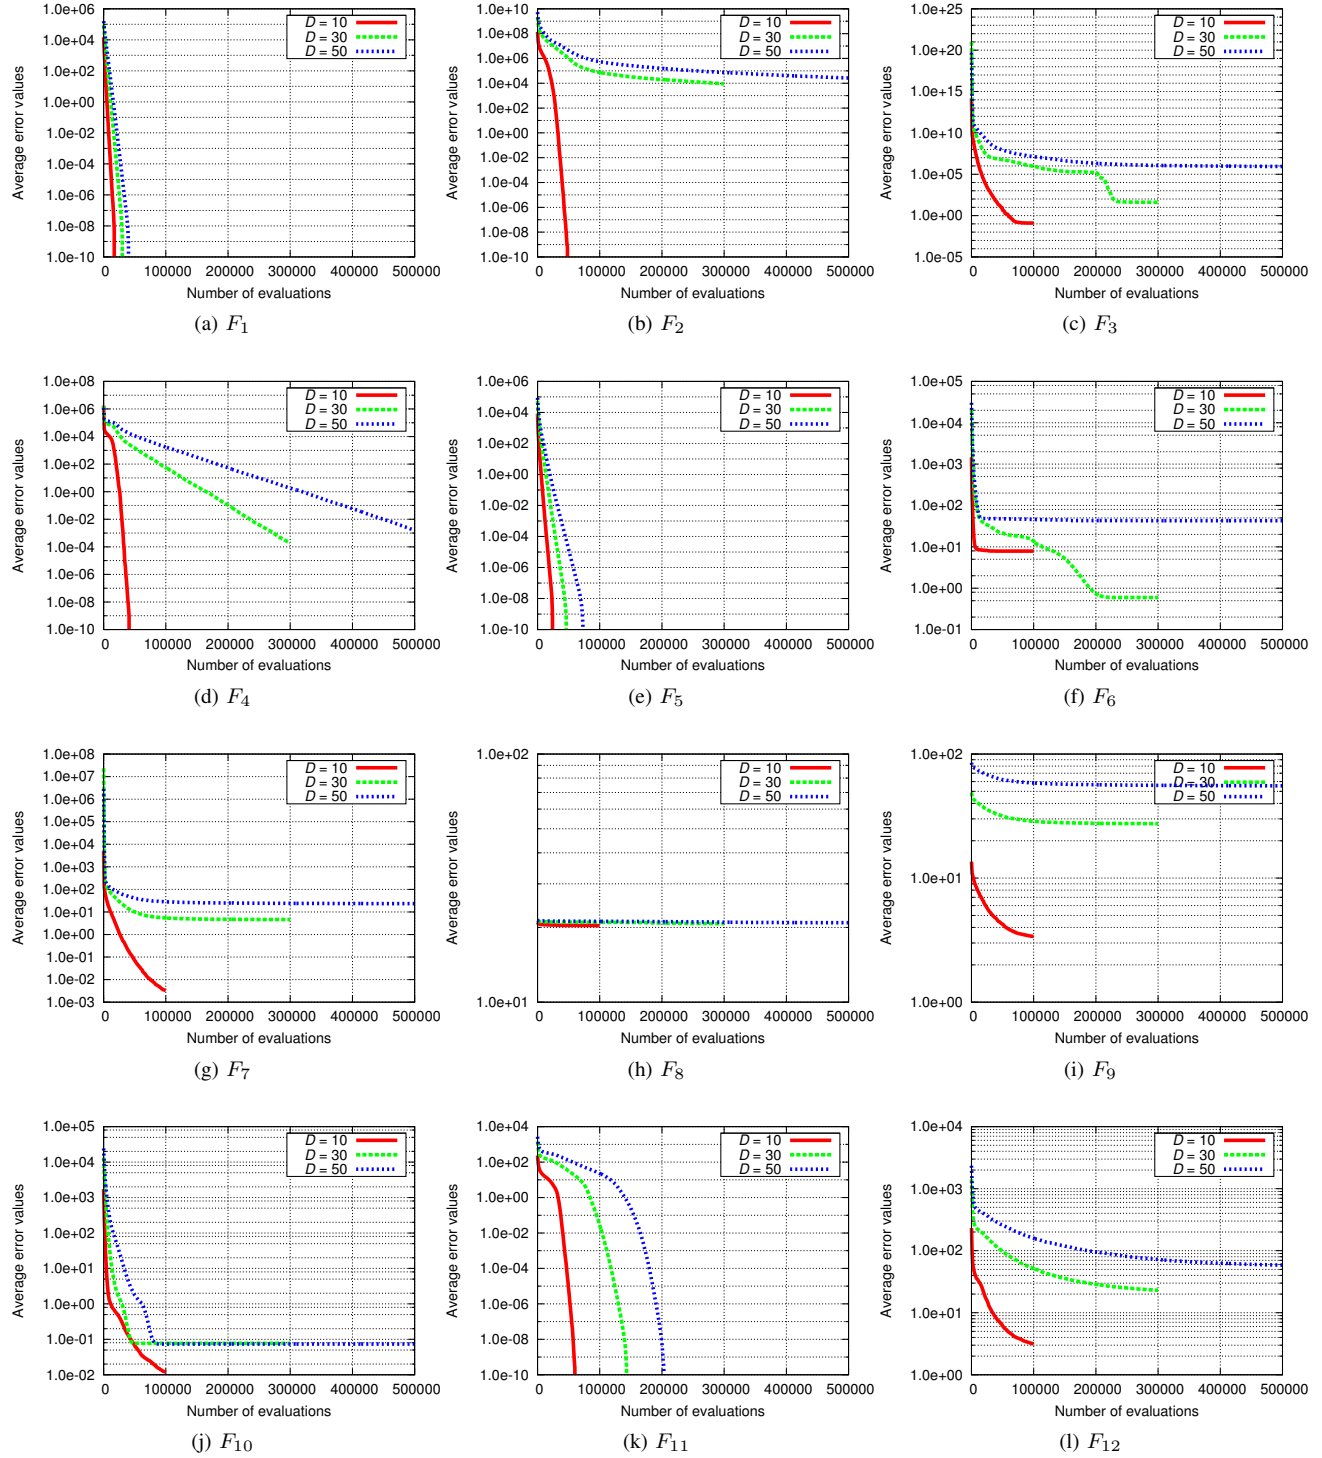 1.0e+06
1.0e+04
1.0e+02
1.0e+00
1.0e-02
1.0e-04
1.0e-06
1.0e-08
1.0e-10
Average error values
D = 10
D = 30
D = 50
0 100000 200000 300000 400000 500000
Number of evaluations
(a) F1
1.0e+10
1.0e+08
1.0e+06
1.0e+04
1.0e+02
1.0e+00
1.0e-02
1.0e-04
1.0e-06
1.0e-08
1.0e-10
Average error values
D = 10
D = 30
D = 50
0 100000 200000 300000 400000 500000
Number of evaluations
(b) F2
1.0e+25
1.0e+20
1.0e+15
1.0e+10
1.0e+05
1.0e+00
1.0e-05
Average error values
D = 10
D = 30
D = 50
0 100000 200000 300000 400000 500000
Number of evaluations
(c) F3
1.0e+08
1.0e+06
1.0e+04
1.0e+02
1.0e+00
1.0e-02
1.0e-04
1.0e-06
1.0e-08
1.0e-10
Average error values
D = 10
D = 30
D = 50
0 100000 200000 300000 400000 500000
Number of evaluations
(d) F4
1.0e+06
1.0e+04
1.0e+02
1.0e+00
1.0e-02
1.0e-04
1.0e-06
1.0e-08
1.0e-10
Average error values
D = 10
D = 30
D = 50
0 100000 200000 300000 400000 500000
Number of evaluations
(e) F5
1.0e+05
1.0e+04
1.0e+03
1.0e+02
1.0e+01
1.0e+00
1.0e-01
Average error values
D = 10
D = 30
D = 50
0 100000 200000 300000 400000 500000
Number of evaluations
(f) F6
1.0e+08
1.0e+07
1.0e+06
1.0e+05
1.0e+04
1.0e+03
1.0e+02
1.0e+01
1.0e+00
1.0e-01
1.0e-02
1.0e-03
Average error values
D = 10
D = 30
D = 50
0 100000 200000 300000 400000 500000
Number of evaluations
(g) F7
1.0e+02
1.0e+01
Average error values
D = 10
D = 30
D = 50
0 100000 200000 300000 400000 500000
Number of evaluations
(h) F8
1.0e+02
1.0e+01
1.0e+00
Average error values
D = 10
D = 30
D = 50
0 100000 200000 300000 400000 500000
Number of evaluations
(i) F9
1.0e+05
1.0e+04
1.0e+03
1.0e+02
1.0e+01
1.0e+00
1.0e-01
1.0e-02
Average error values
D = 10
D = 30
D = 50
0 100000 200000 300000 400000 500000
Number of evaluations
(j) F10
1.0e+04
1.0e+02
1.0e+00
1.0e-02
1.0e-04
1.0e-06
1.0e-08
1.0e-10
Average error values
D = 10
D = 30
D = 50
0 100000 200000 300000 400000 500000
Number of evaluations
(k) F11
1.0e+04
1.0e+03
1.0e+02
1.0e+01
1.0e+00
Average error values
D = 10
D = 30
D = 50
0 100000 200000 300000 400000 500000
Number of evaluations
(l) F12